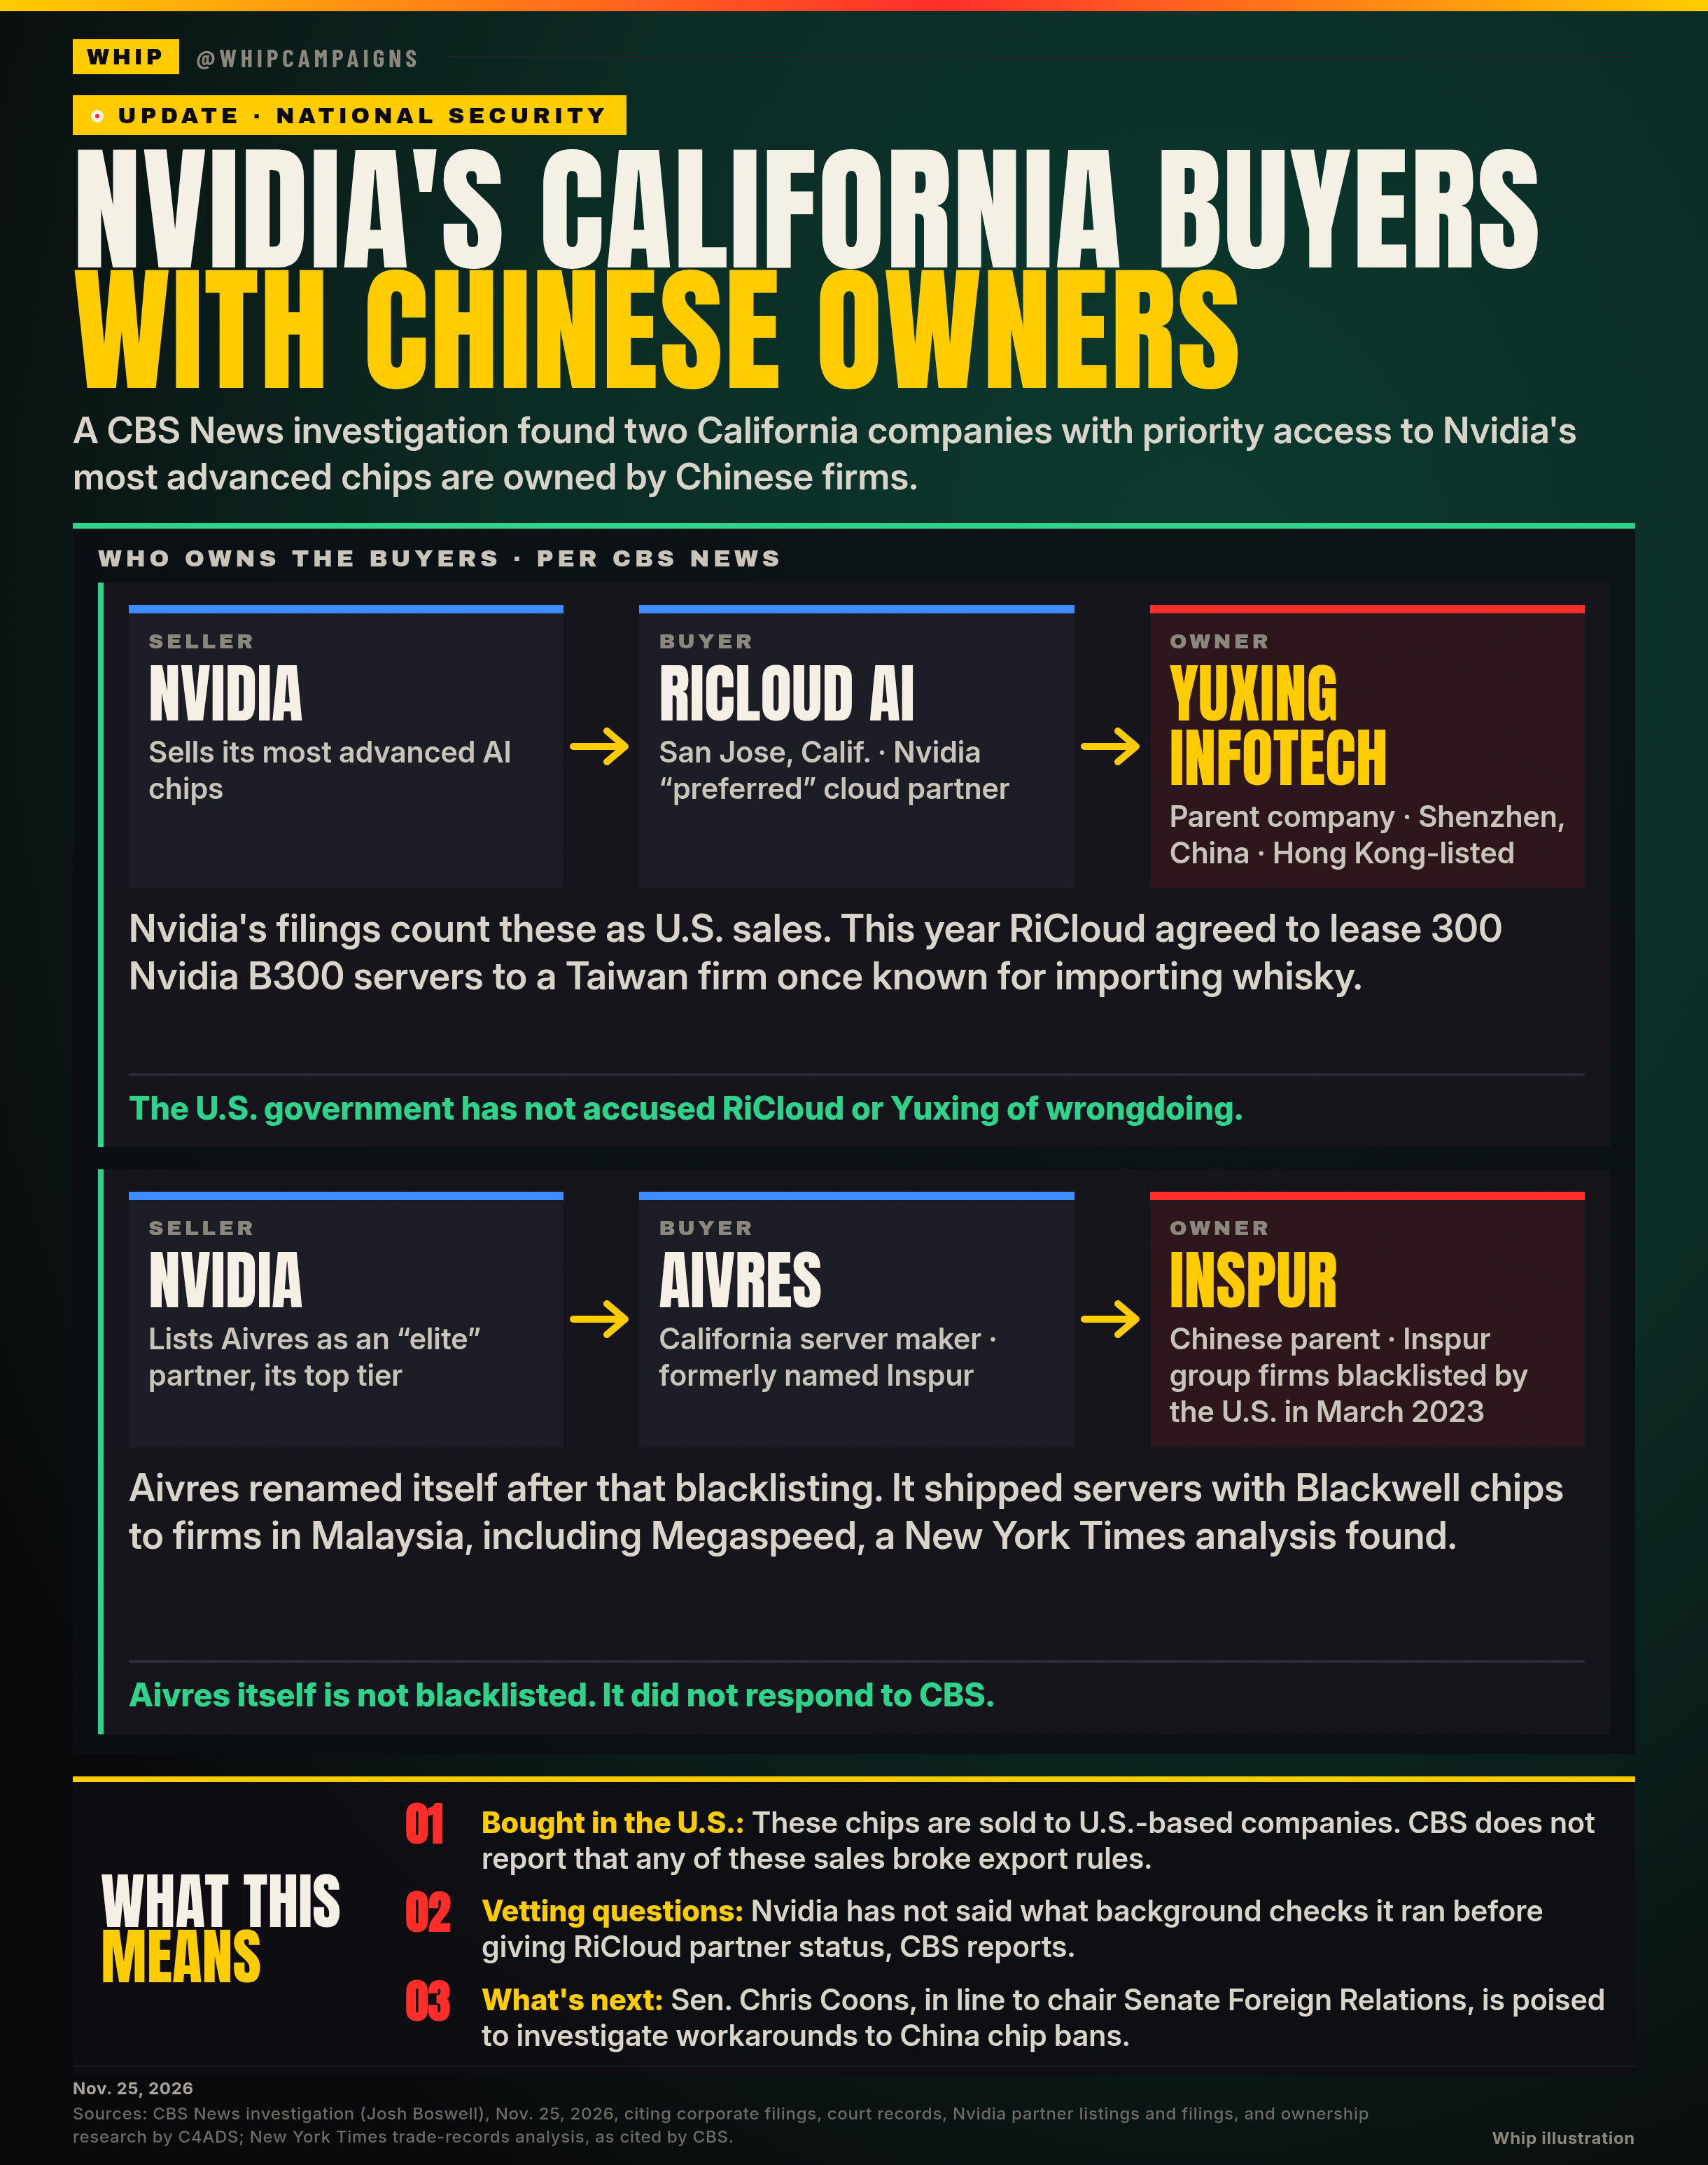 WHIP @WHIPCAMPAIGNS
UPDATE · NATIONAL SECURITY
NVIDIA'S CALIFORNIA BUYERS
WITH CHINESE OWNERS
A CBS News investigation found two California companies with priority access to Nvidia's
most advanced chips are owned by Chinese firms.
WHO OWNS THE BUYERS · PER CBS NEWS
SELLER
NVIDIA
Sells its most advanced AI
chips
BUYER
RICLOUD AI
San Jose, Calif. · Nvidia
“preferred” cloud partner
OWNER
YUXING
INFOTECH
Parent company · Shenzhen,
China · Hong Kong-listed
Nvidia's filings count these as U.S. sales. This year RiCloud agreed to lease 300
Nvidia B300 servers to a Taiwan firm once known for importing whisky.
The U.S. government has not accused RiCloud or Yuxing of wrongdoing.
SELLER
NVIDIA
Lists Aivres as an “elite”
partner, its top tier
BUYER
AIVRES
California server maker ·
formerly named Inspur
OWNER
INSPUR
Chinese parent · Inspur
group firms blacklisted by
the U.S. in March 2023
Aivres renamed itself after that blacklisting. It shipped servers with Blackwell chips
to firms in Malaysia, including Megaspeed, a New York Times analysis found.
Aivres itself is not blacklisted. It did not respond to CBS.
WHAT THIS
MEANS
01 Bought in the U.S.: These chips are sold to U.S.-based companies. CBS does not
report that any of these sales broke export rules.
02 Vetting questions: Nvidia has not said what background checks it ran before
giving RiCloud partner status, CBS reports.
03 What's next: Sen. Chris Coons, in line to chair Senate Foreign Relations, is poised
to investigate workarounds to China chip bans.
Nov. 25, 2026
Sources: CBS News investigation (Josh Boswell), Nov. 25, 2026, citing corporate filings, court records, Nvidia partner listings and filings, and ownership
research by C4ADS; New York Times trade-records analysis, as cited by CBS.
Whip illustration